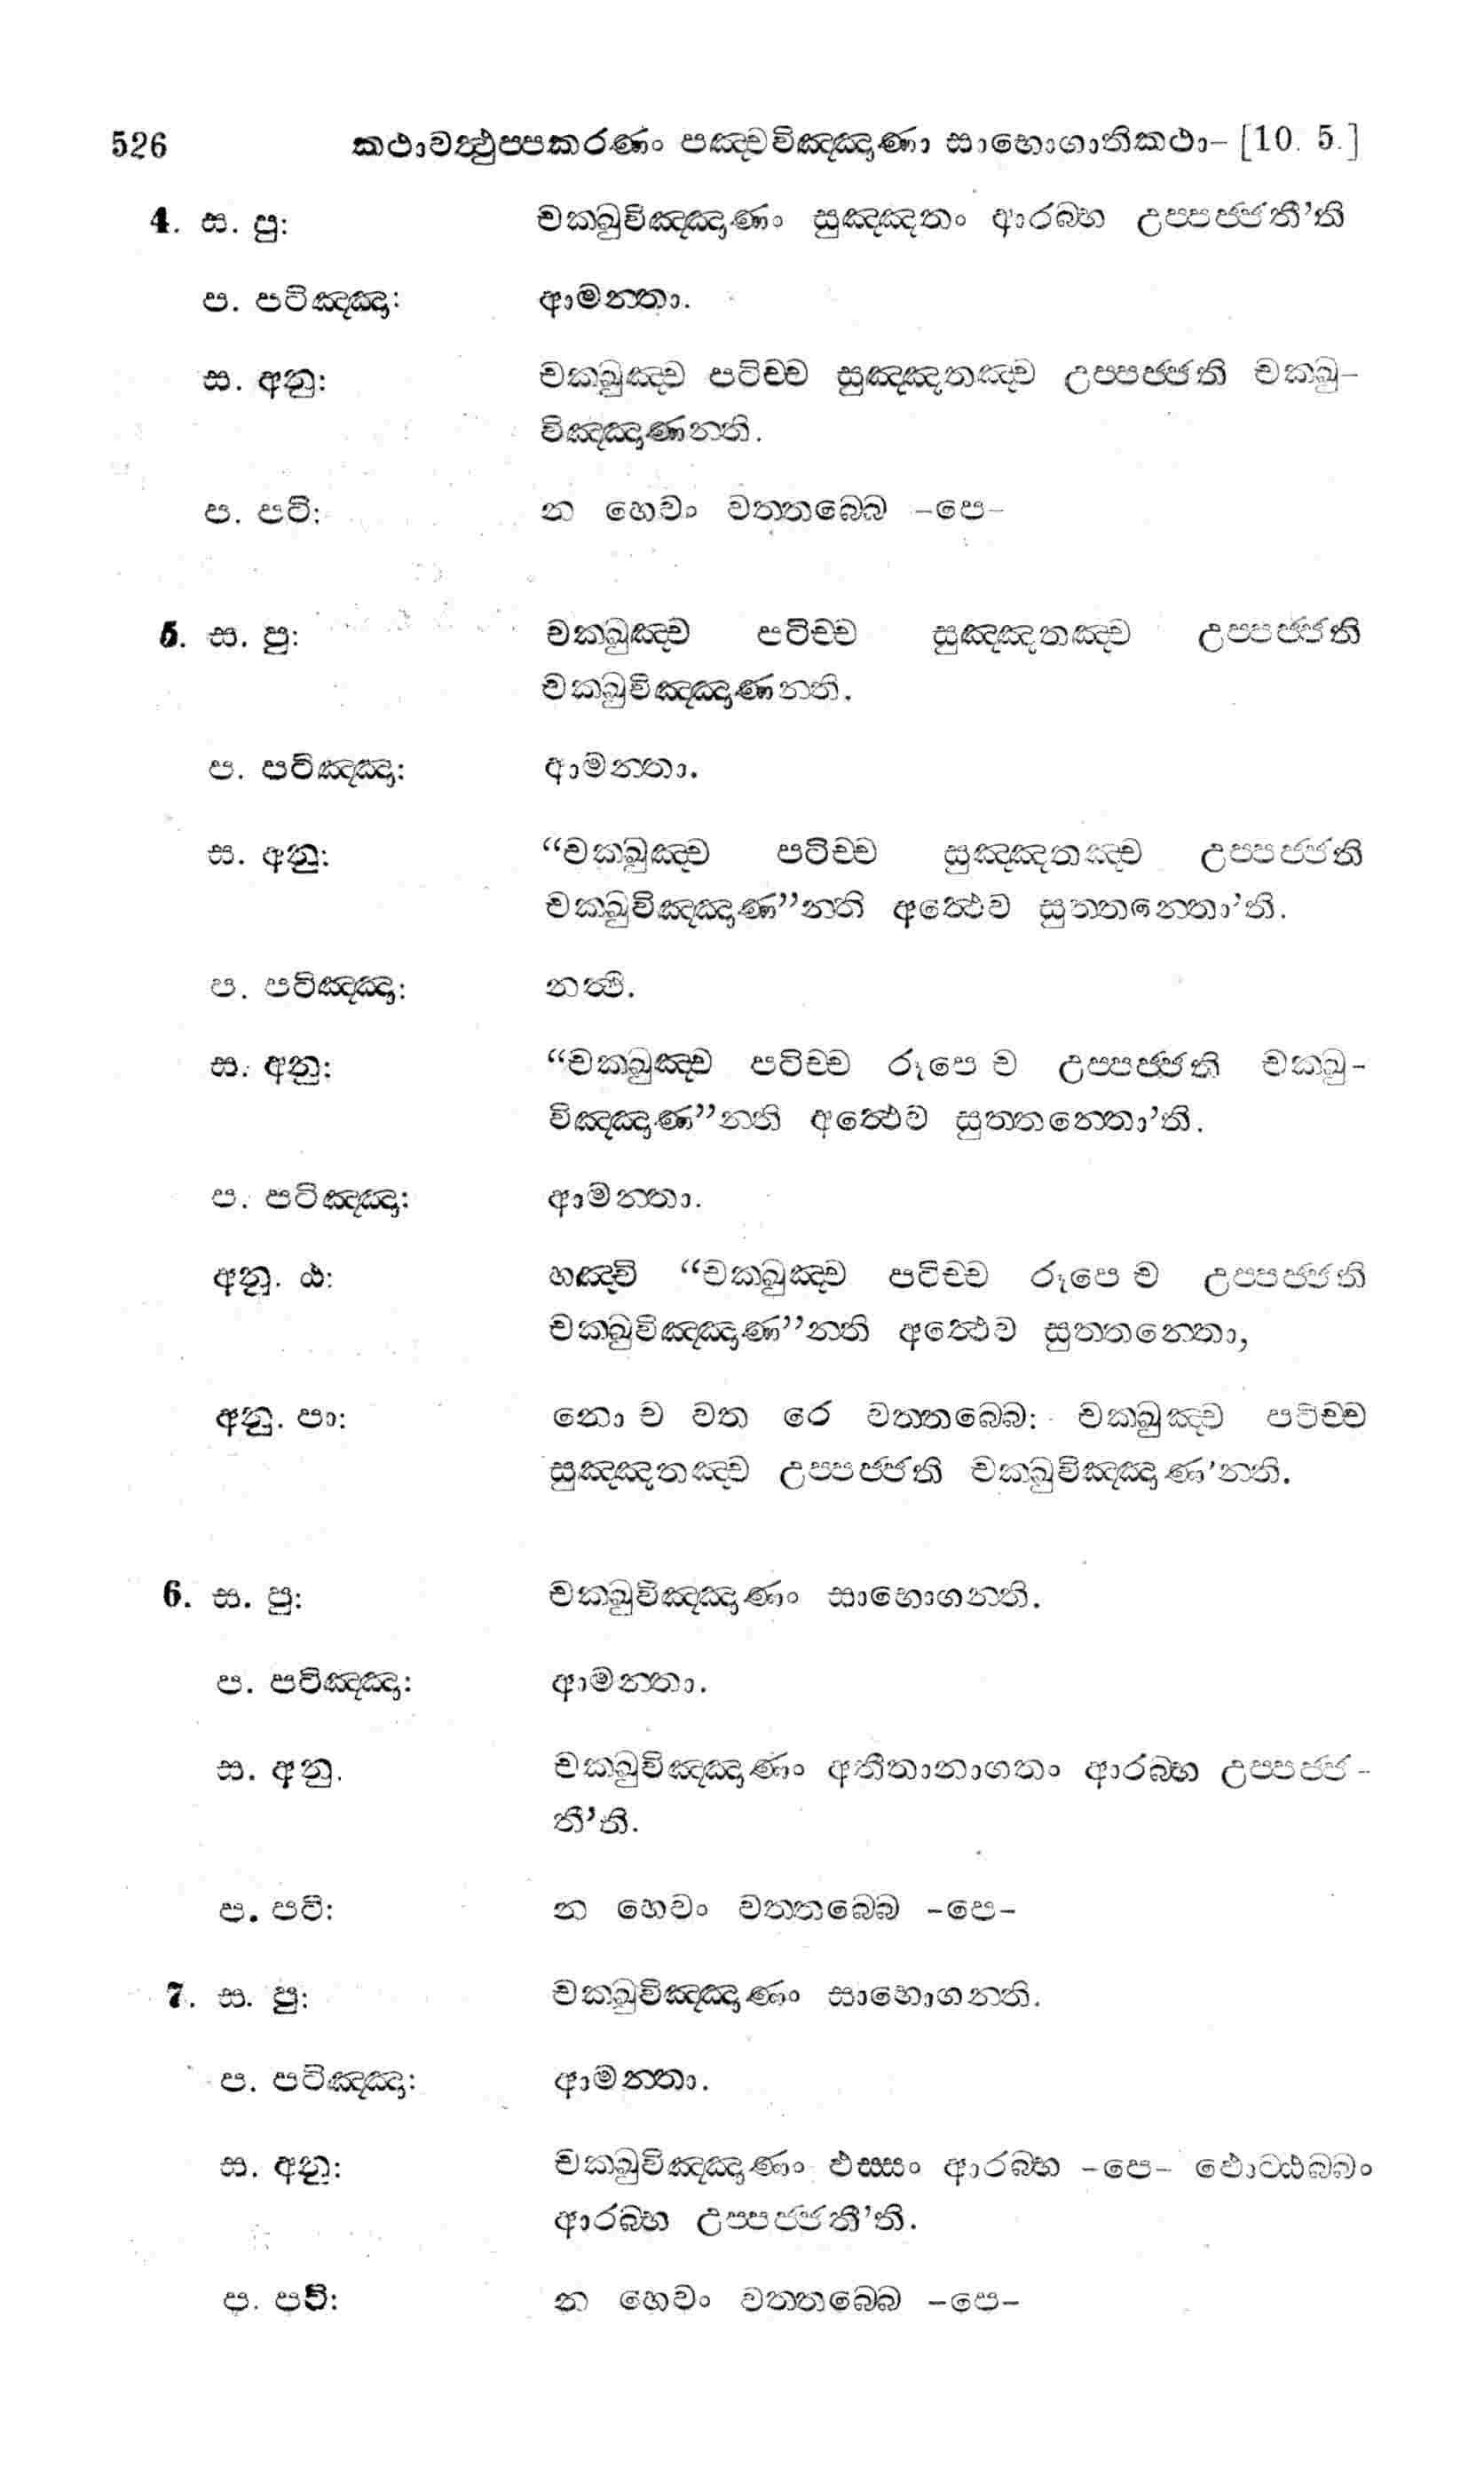 526 කථාවත්‍ථුප‍්පකරණං පඤ්චවිඤ්ඤාණා සාභොගාතිකථා- [10. 5.]
4. ස. පු: චක‍්ඛුවිඤ්ඤාණං සුඤ්ඤතං ආරබ‍්භ උප‍්පජ‍්ජතී’ති
ප. පටිඤ්ඤා: ආමන‍්තා.
ස. අනු: චක‍්ඛුඤ්ච පටිච‍්ච සුඤ්ඤතඤ්ච උප‍්පජ‍්ජති චක‍්ඛු-
විඤ්ඤාණන‍්ති.
ප. පටි: න හෙවං වත‍්තබ‍්බෙ -පෙ-
5. ස. පු: චක‍්ඛුඤ්ච පටිච‍්ච සුඤ්ඤතඤ්ච උප‍්පජ‍්ජති
චක‍්ඛුවිඤ්ඤාණන‍්ති.
ප. පටිඤ්ඤා: ආමන‍්තා.
ස. අනු: “චක‍්ඛුඤ්ච පටිච‍්ච සුඤ්ඤතඤ්ච උප‍්පජ‍්ජති
චක‍්ඛුවිඤ්ඤාණ”න‍්ති අත්‍ථෙව සුත‍්තන‍්තො’ති.
ප. පටිඤ්ඤා: නත්‍ථි.
ස. අනු: “චක‍්ඛුඤ්ච පටිච‍්ච රූපෙ ච උප‍්පජ‍්ජති චක‍්ඛු-
විඤ්ඤාණ”න‍්ති අත්‍ථෙව සුත‍්තන‍්තො’ති.
ප. පටිඤ්ඤා: ආමන‍්තා.
අනු. ඨ: හඤ්චි “චක‍්ඛුඤ්ච පටිච‍්ච රූපෙ ච උප‍්පජ‍්ජති
චක‍්ඛුවිඤ්ඤාණ”න‍්ති අත්‍ථෙව සුත‍්තන‍්තො,
අනු. පා: නො ච වත රෙ වත‍්තබ‍්බෙ: චක‍්ඛුඤ්ච පටිච‍්ච
සුඤ්ඤතඤ්ච උප‍්පජ‍්ජති චක‍්ඛුවිඤ්ඤාණ’න‍්ති.
6. ස. පු: චක‍්ඛුවිඤ්ඤාණං සාභොගන‍්ති.
ප. පටිඤ්ඤා: ආමන‍්තා.
ස. අනු. චක‍්ඛුවිඤ්ඤාණං අතීතානාගතං ආරබ‍්භ උප‍්පජ‍්ජ-
තී’ති.
ප. පටි: න හෙවං වත‍්තබ‍්බෙ -පෙ-
7. ස. පු: චක‍්ඛුවිඤ්ඤාණං සාභොගන‍්ති.
ප. පටිඤ්ඤා: ආමන‍්තා.
ස. අනු: චක‍්ඛුවිඤ්ඤාණං ඵස‍්සං ආරබ‍්භ -පෙ- ඵොට‍්ඨබ‍්බං
ආරබ‍්භ උප‍්පජ‍්ජතී’ති.
ප. පටි: න හෙවං වත‍්තබ‍්බෙ -පෙ-